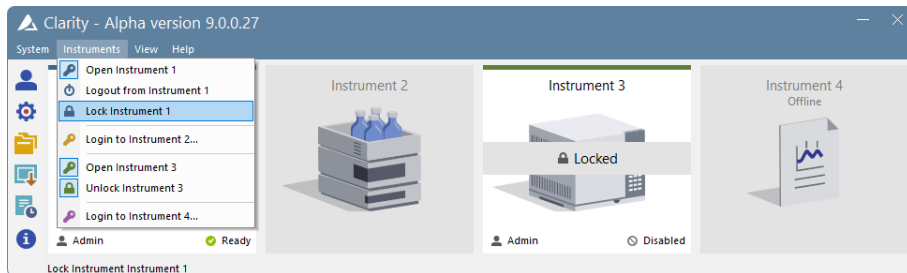 Clarity - Alpha version 9.0.0.27
System Instruments View Help
Open Instrument 1
Logout from Instrument 1
Lock Instrument 1
Login to Instrument 2...
Open Instrument 3
Unlock Instrument 3
Login to Instrument 4...
Admin Ready
Instrument 2
Instrument 3
Locked
Admin Disabled
Instrument 4
Offline
Lock Instrument Instrument 1